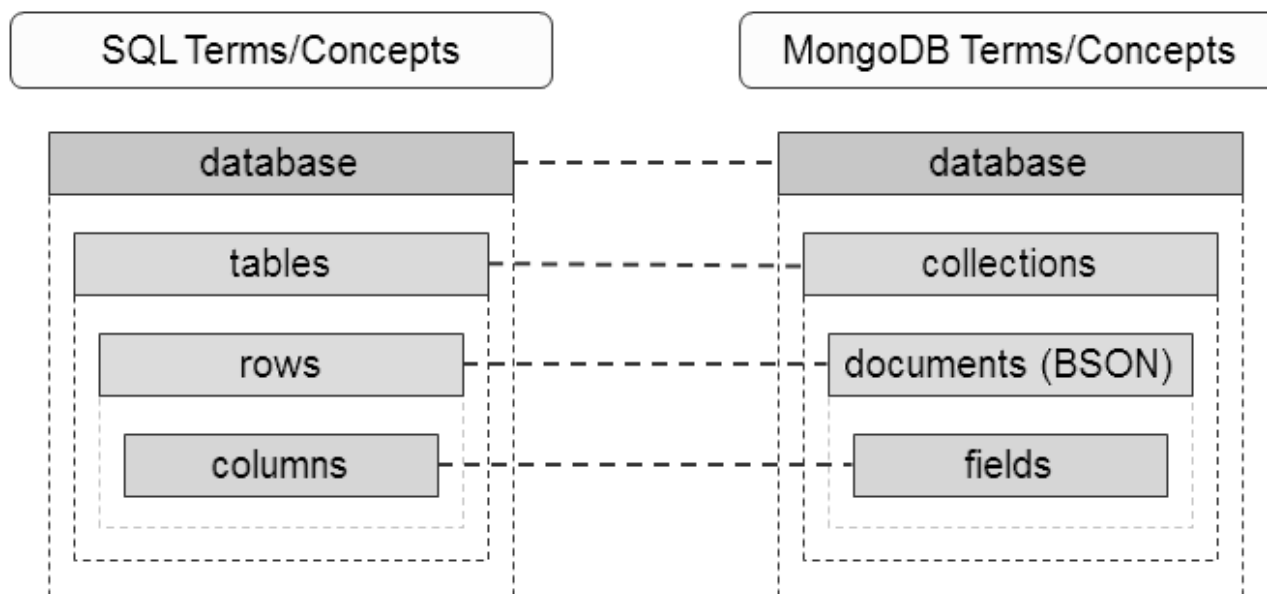 SQL Terms/Concepts
MongoDB Terms/Concepts
database
database
tables
collections
rows
documents (BSON)
columns
fields